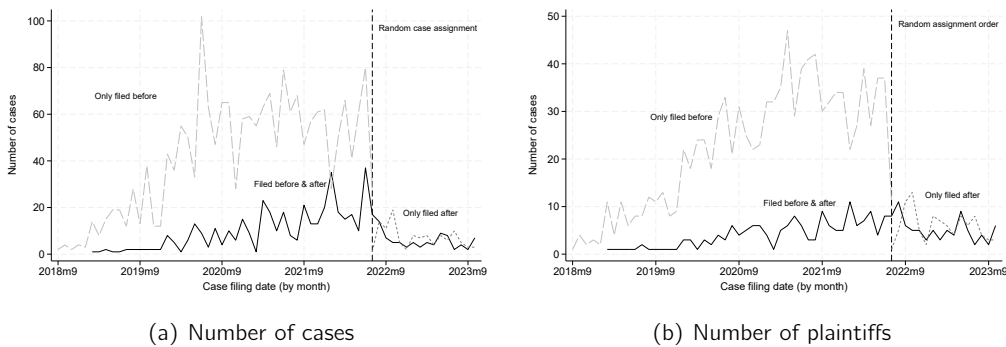 100
80
60
40
20
0
Number of cases
Random case assignment
Only filed before
Filed before & after
Only filed after
2018m9 2019m9 2020m9 2021m9 2022m9 2023m9
Case filing date (by month)
(a) Number of cases
50
40
30
20
10
0
Number of cases
Random assignment order
Only filed before
Filed before & after
Only filed after
2018m9 2019m9 2020m9 2021m9 2022m9 2023m9
Case filing date (by month)
(b) Number of plaintiffs